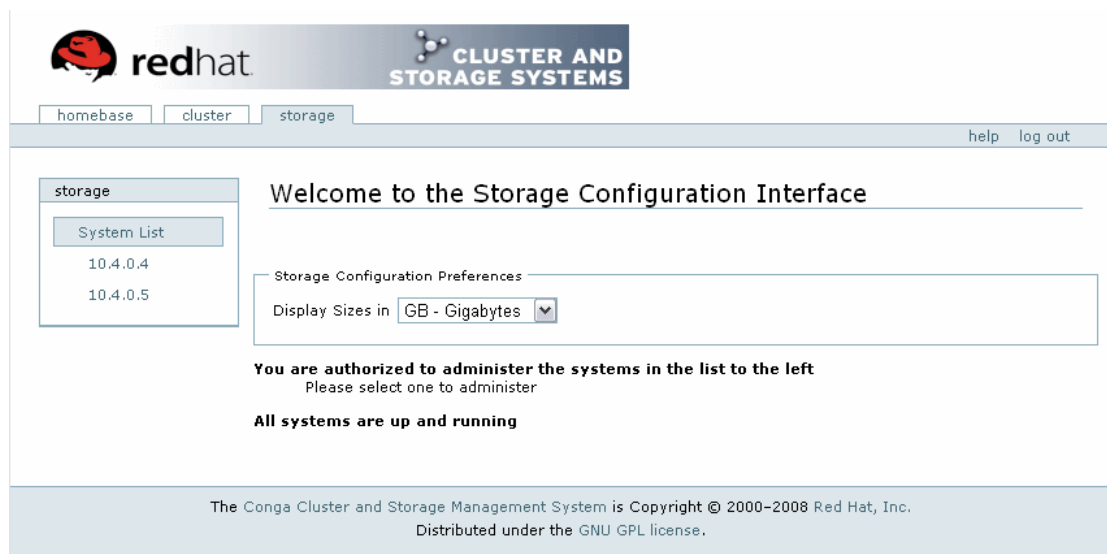 redhat.
CLUSTER AND
STORAGE SYSTEMS
homebase cluster storage
help log out
storage
System List
10.4.0.4
10.4.0.5
Welcome to the Storage Configuration Interface
Storage Configuration Preferences
Display Sizes in GB - Gigabytes
You are authorized to administer the systems in the list to the left
Please select one to administer
All systems are up and running
The Conga Cluster and Storage Management System is Copyright © 2000–2008 Red Hat, Inc.
Distributed under the GNU GPL license.